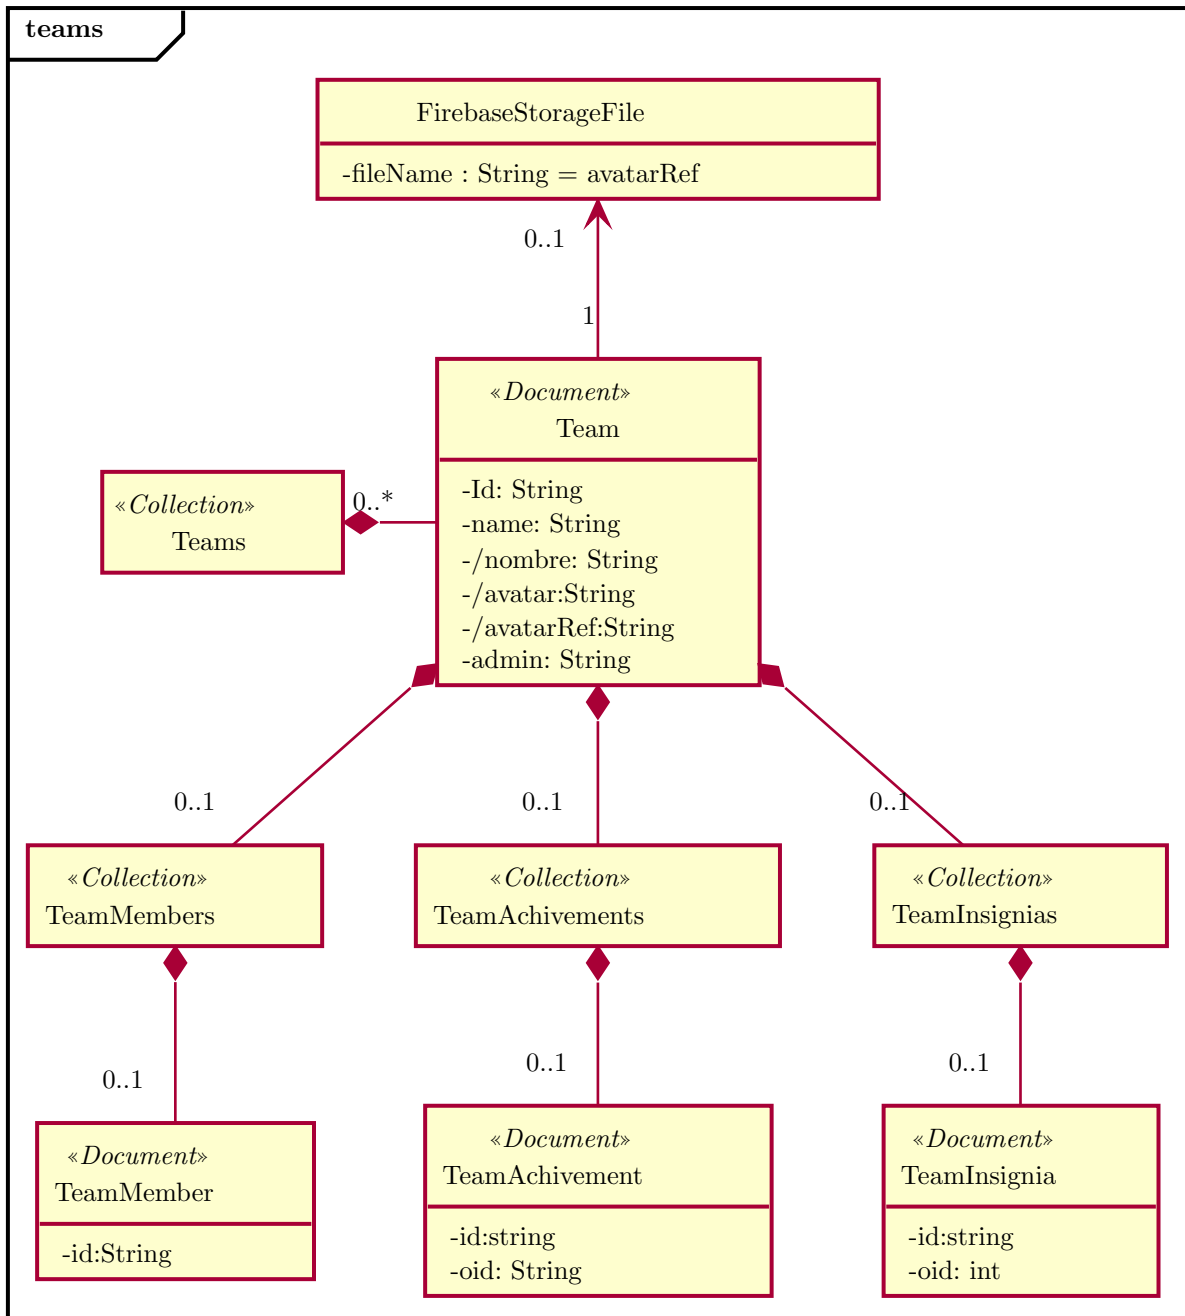 teams
FirebaseStorageFile
-fileName : String = avatarRef
0..1
1
«Document»
Team
-Id: String
-name: String
-/nombre: String
-/avatar:String
-/avatarRef:String
-admin: String
«Collection»
Teams
0..*
0..1
0..1
0..1
«Collection»
TeamMembers
«Collection»
TeamAchivements
«Collection»
TeamInsignias
0..1
0..1
0..1
«Document»
TeamMember
-id:String
«Document»
TeamAchivement
-id:string
-oid: String
«Document»
TeamInsignia
-id:string
-oid: int